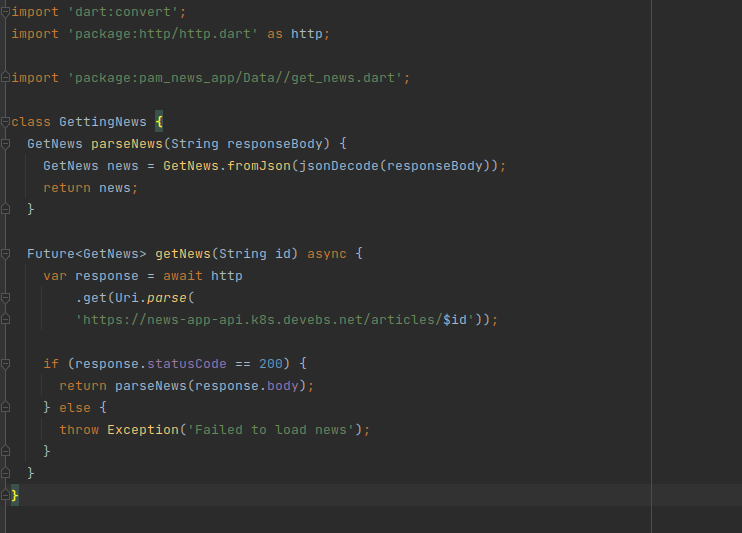 import 'dart:convert';
import 'package:http/http.dart' as http;
import 'package:pam_news_app/Data//get_news.dart';
class GettingNews {
  GetNews parseNews(String responseBody) {
    GetNews news = GetNews.fromJson(jsonDecode(responseBody));
    return news;
  }
  Future<GetNews> getNews(String id) async {
    var response = await http
        .get(Uri.parse(
        'https://news-app-api.k8s.devebs.net/articles/$id'));
    if (response.statusCode == 200) {
      return parseNews(response.body);
    } else {
      throw Exception('Failed to load news');
    }
  }
}